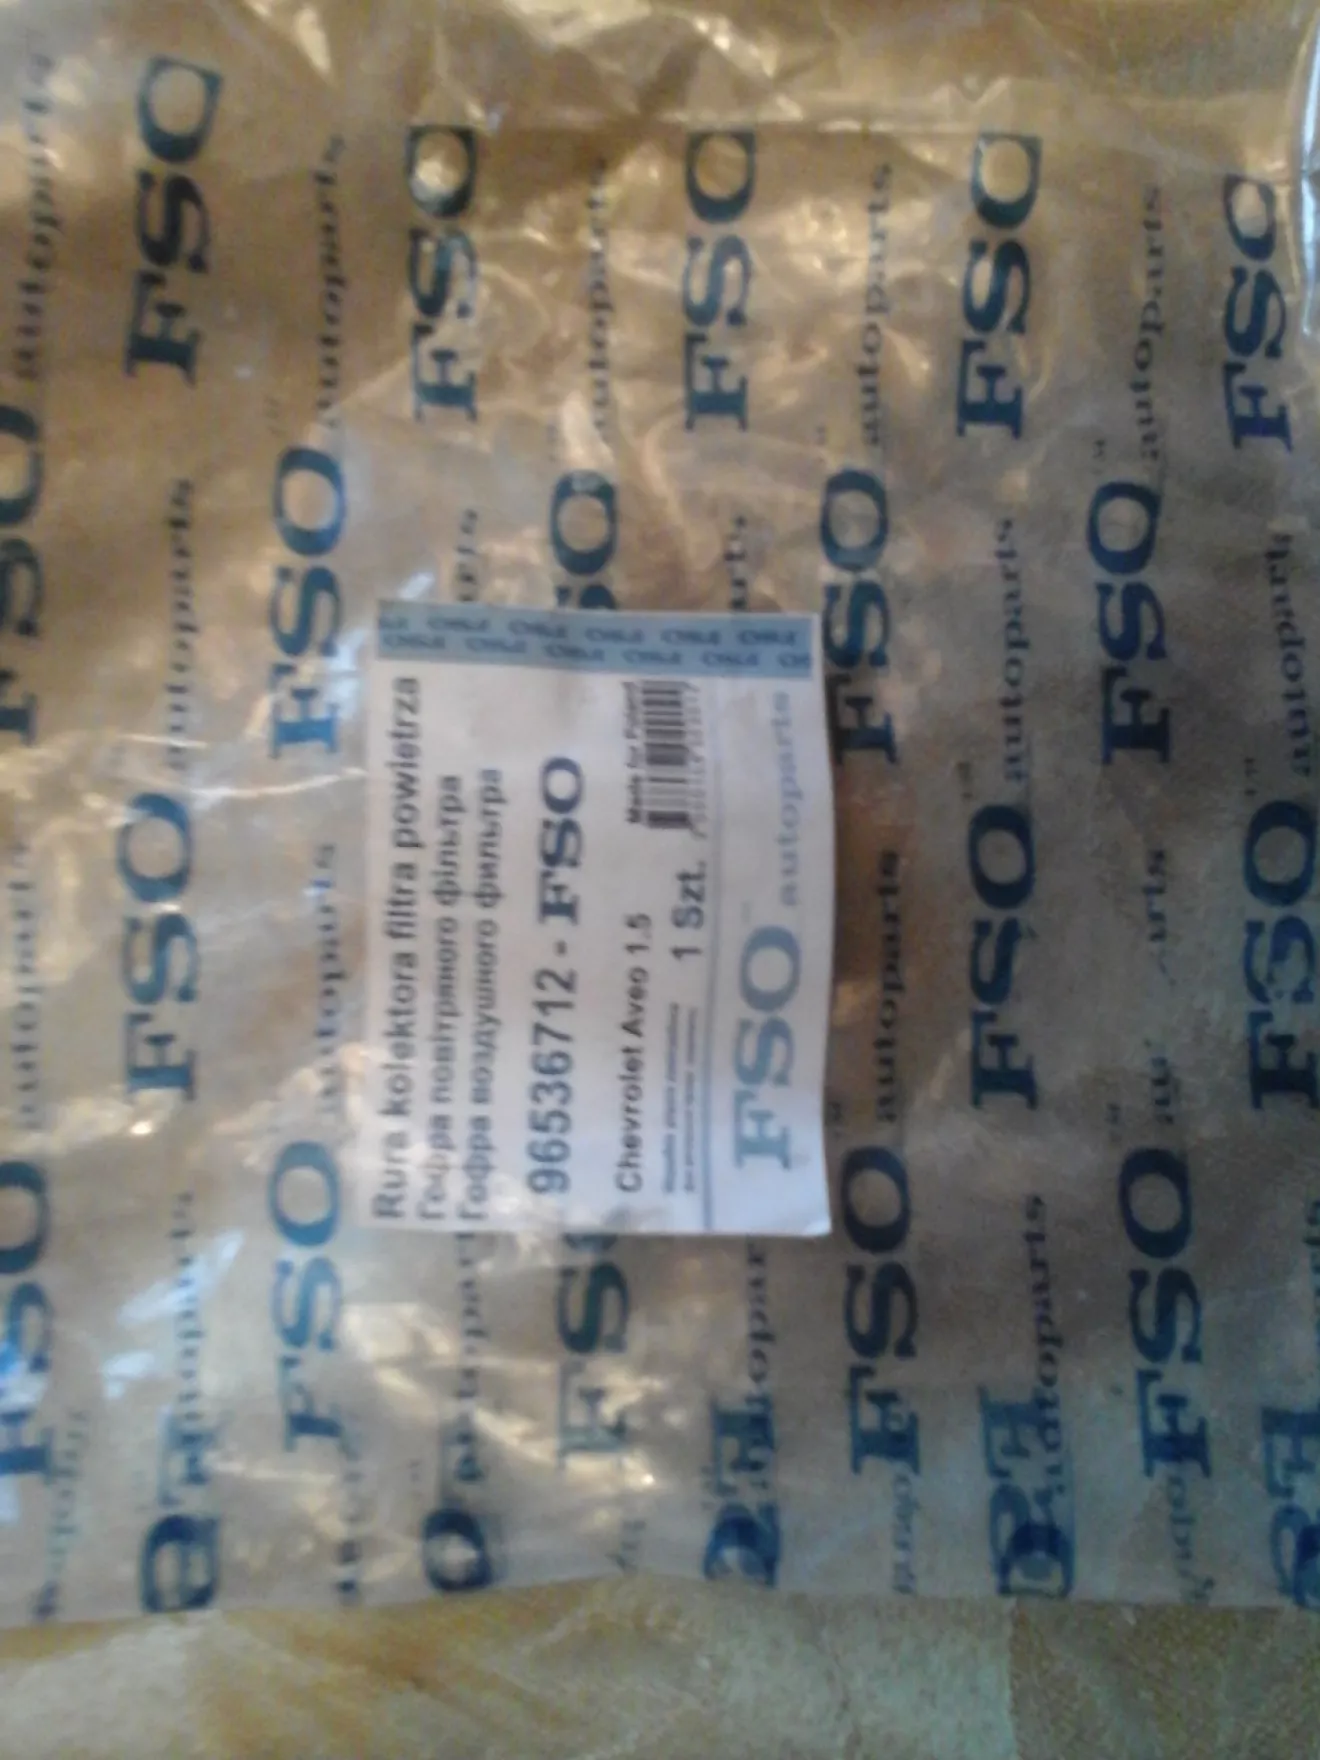 Rura kolektora filtra powietrza
Гофра повітряного фільтра
Гофра воздушного фильтра
96536712 - FSO
Chevrolet Aveo 1.5
Made for Poland
1 Szt.
FSO autoparts
FSO
autoparts